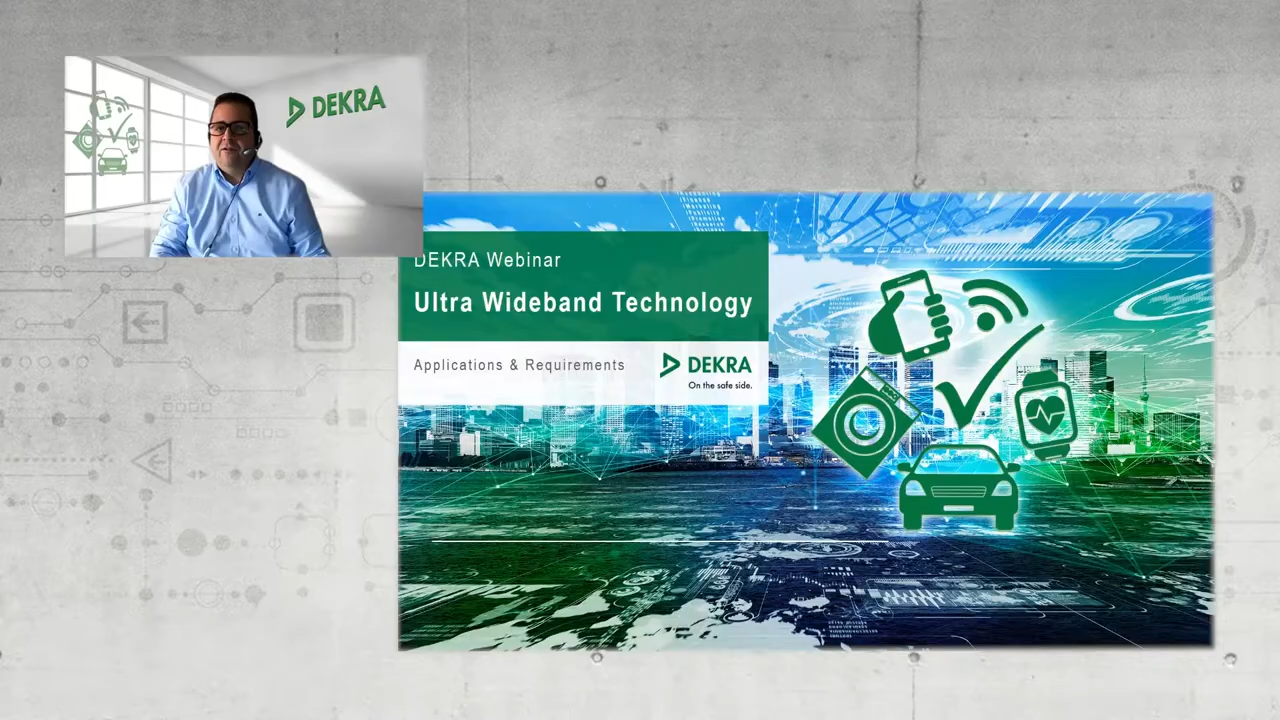 DEKRA
DEKRA Webinar
Ultra Wideband Technology
Applications & Requirements
DEKRA
On the safe side.